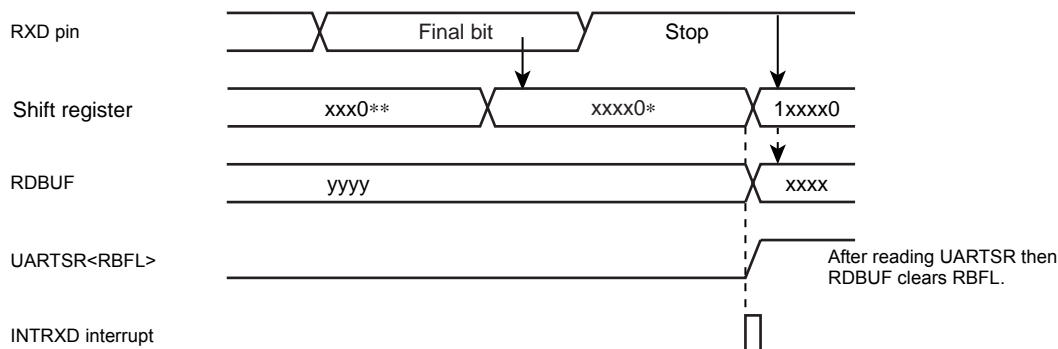 RXD pin
Final bit
Stop
Shift register
xxx0**
xxxx0*
1xxxx0
RDBUF
yyyy
xxxx
UARTSR<RBFL>
After reading UARTSR then
RDBUF clears RBFL.
INTRXD interrupt